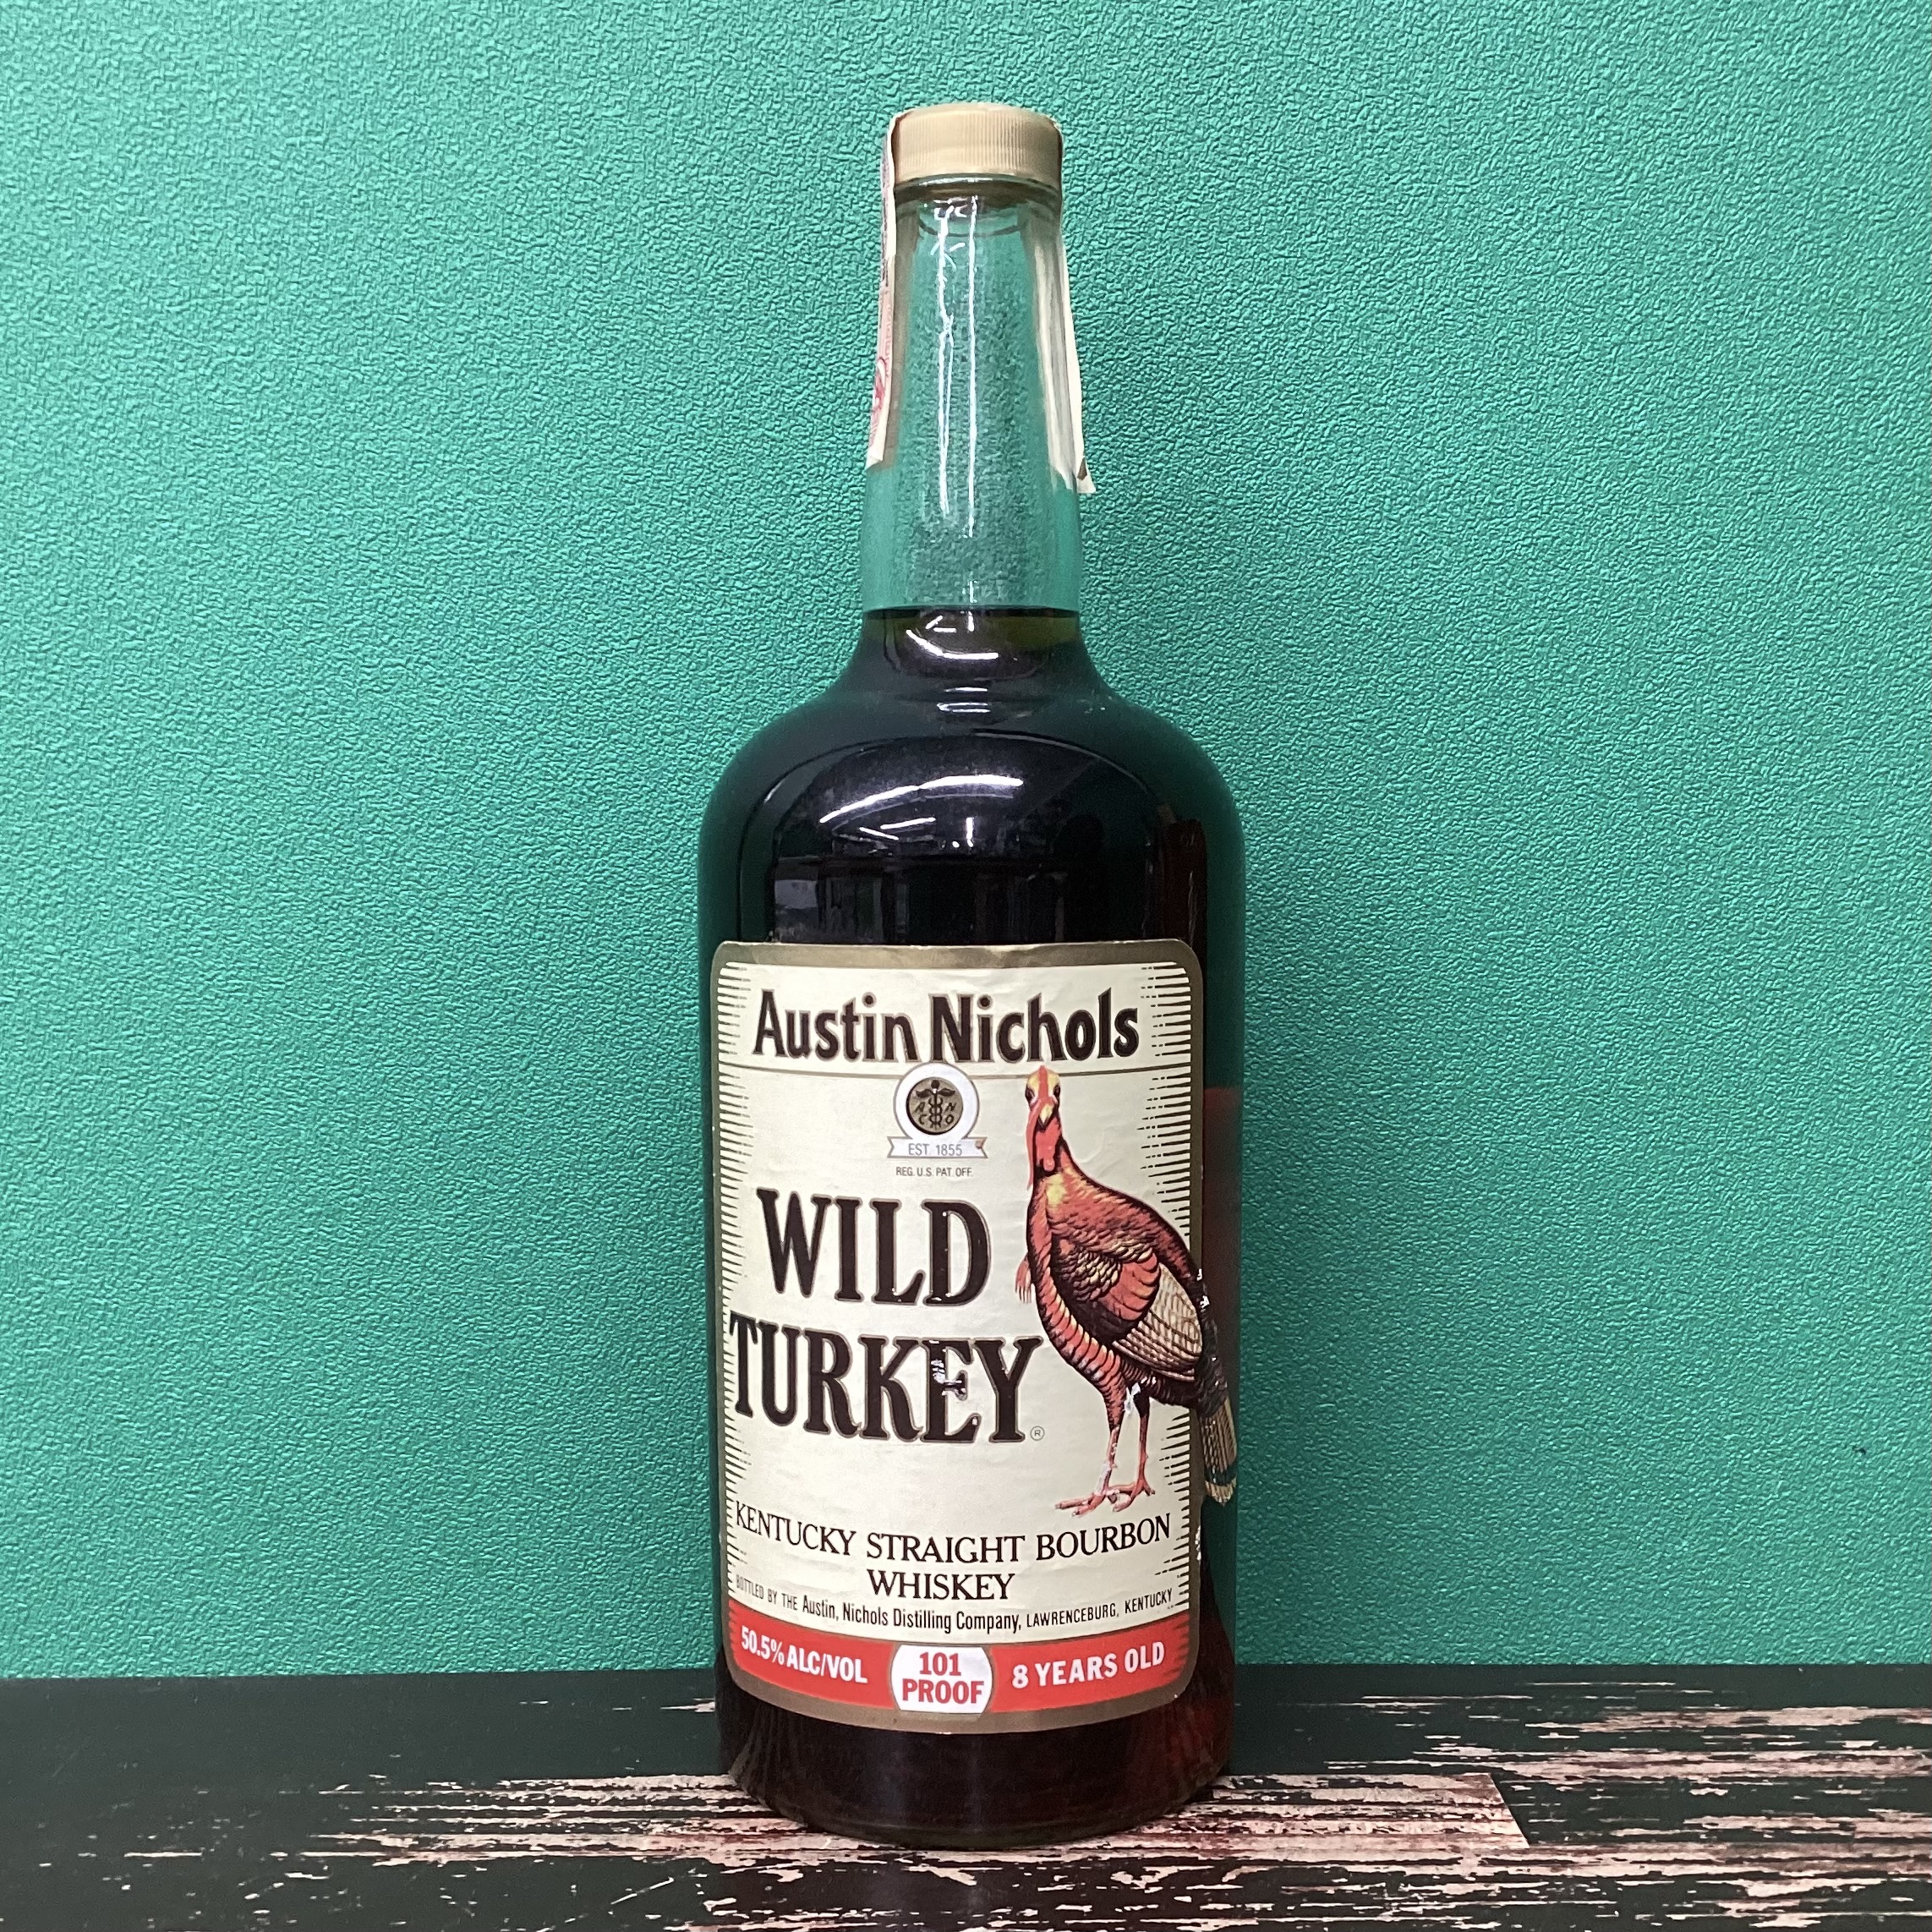 Austin Nichols
A N
C O
EST. 1855
REG. U.S. PAT. OFF.
WILD
TURKEY®
KENTUCKY STRAIGHT BOURBON
WHISKEY
BOTTLED BY THE Austin, Nichols Distilling Company, LAWRENCEBURG, KENTUCKY
50.5% ALC/VOL 101 PROOF 8 YEARS OLD